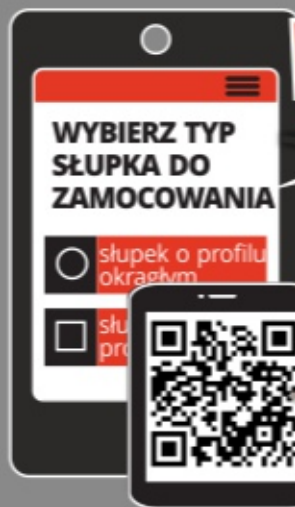 WYBIERZ TYP
SŁUPKA DO
ZAMOCOWANIA
słupek o profilu
okrągłym